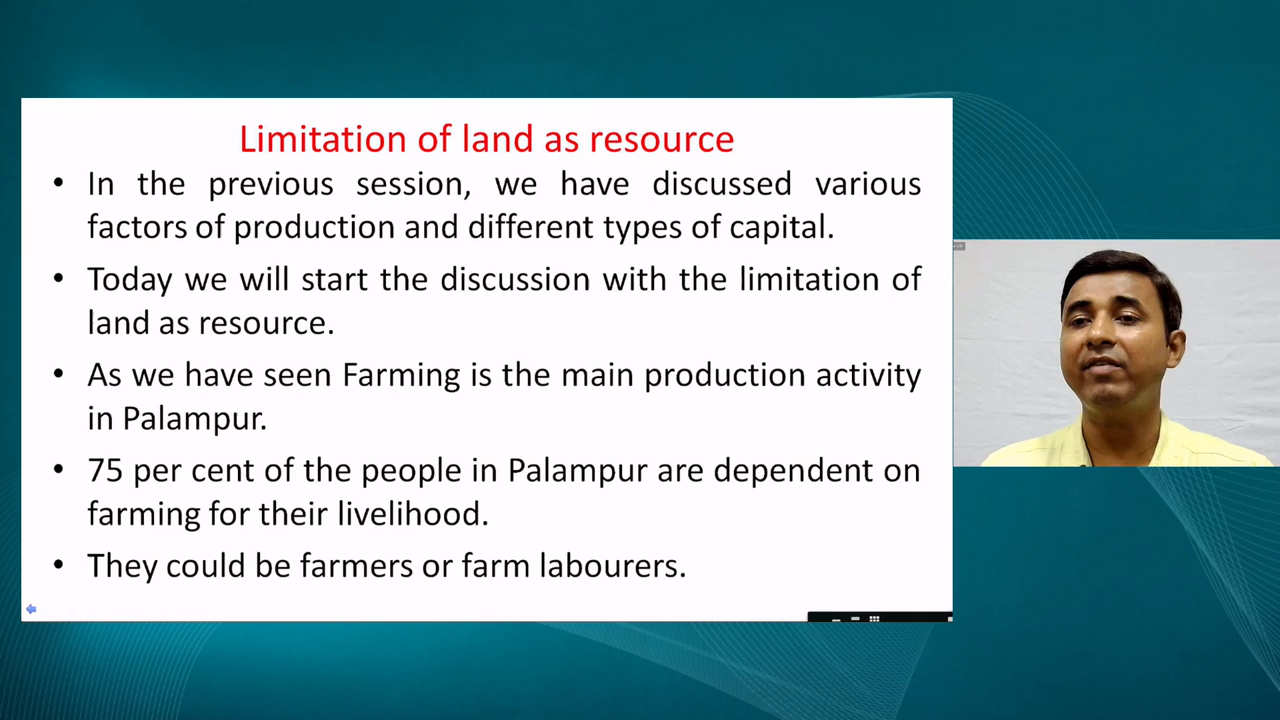 Limitation of land as resource
• In the previous session, we have discussed various
factors of production and different types of capital.
• Today we will start the discussion with the limitation of
land as resource.
• As we have seen Farming is the main production activity
in Palampur.
• 75 per cent of the people in Palampur are dependent on
farming for their livelihood.
• They could be farmers or farm labourers.